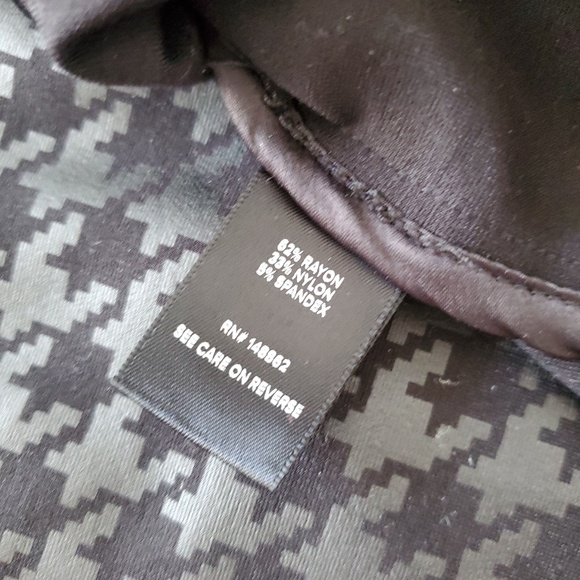 62% RAYON
33% NYLON
5% SPANDEX
RN# 148862
SEE CARE ON REVERSE